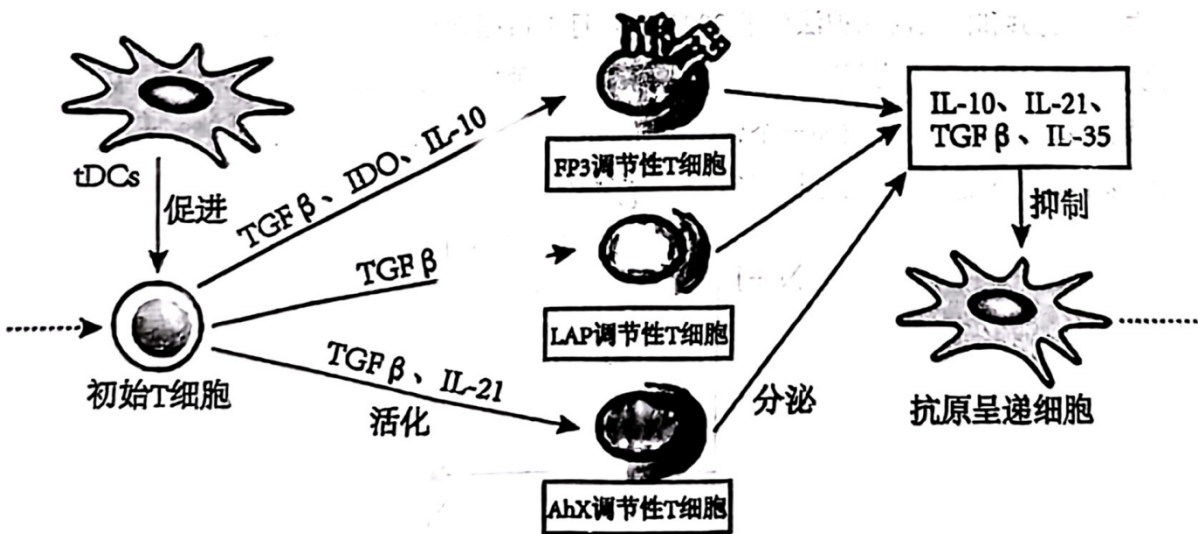 tDCs
促进
初始T细胞
TGFβ、IDO、IL-10
TGFβ
TGFβ、IL-21
活化
FP3调节性T细胞
LAP调节性T细胞
AhX调节性T细胞
分泌
IL-10、IL-21、
TGFβ、IL-35
抑制
抗原呈递细胞